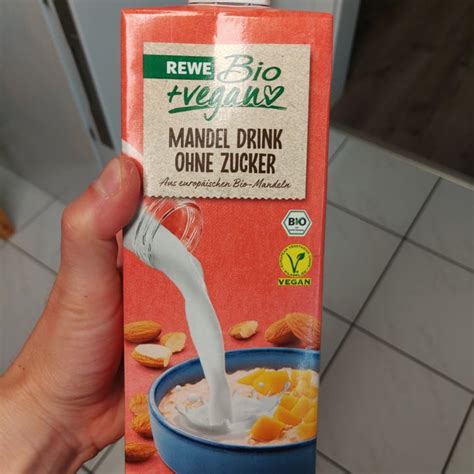 REWE Bio
+vegan
MANDEL DRINK
OHNE ZUCKER
Aus europäischen Bio-Mandeln
BIO
VEGAN